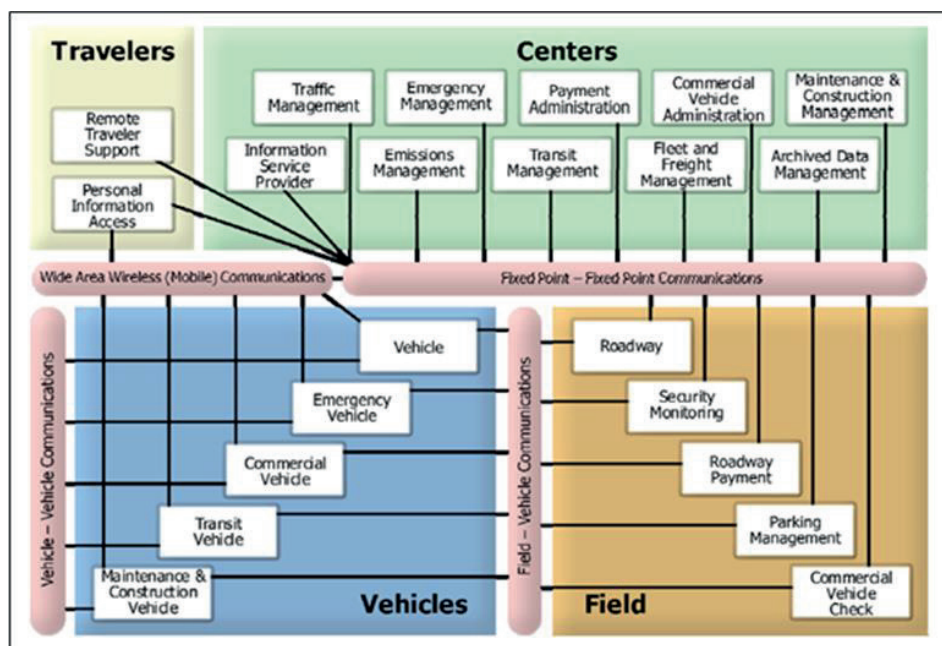 Travelers
Centers
Traffic
Management
Emergency
Management
Payment
Administration
Commercial
Vehicle
Administration
Maintenance &
Construction
Management
Remote
Traveler
Support
Information
Service
Provider
Emissions
Management
Transit
Management
Fleet and
Freight
Management
Archived Data
Management
Personal
Information
Access
Wide Area Wireless (Mobile) Communications
Fixed Point – Fixed Point Communications
Vehicle – Vehicle Communications
Vehicle
Emergency
Vehicle
Commercial
Vehicle
Transit
Vehicle
Maintenance &
Construction
Vehicle
Vehicles
Field – Vehicle Communications
Roadway
Security
Monitoring
Roadway
Payment
Parking
Management
Commercial
Vehicle
Check
Field